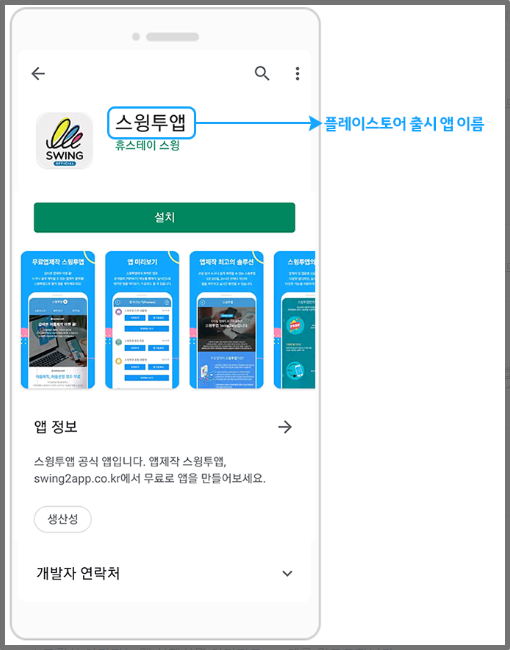 스윙투앱
플레이스토어 출시 앱 이름
휴스테이 스윙
SWING
설치
무료앱제작 스윙투앱
앱 미리보기
앱제작 최고의 솔루션
스윙투앱의
앱 정보
스윙투앱 공식 앱입니다. 앱제작 스윙투앱,
swing2app.co.kr에서 무료로 앱을 만들어보세요.
생산성
개발자 연락처